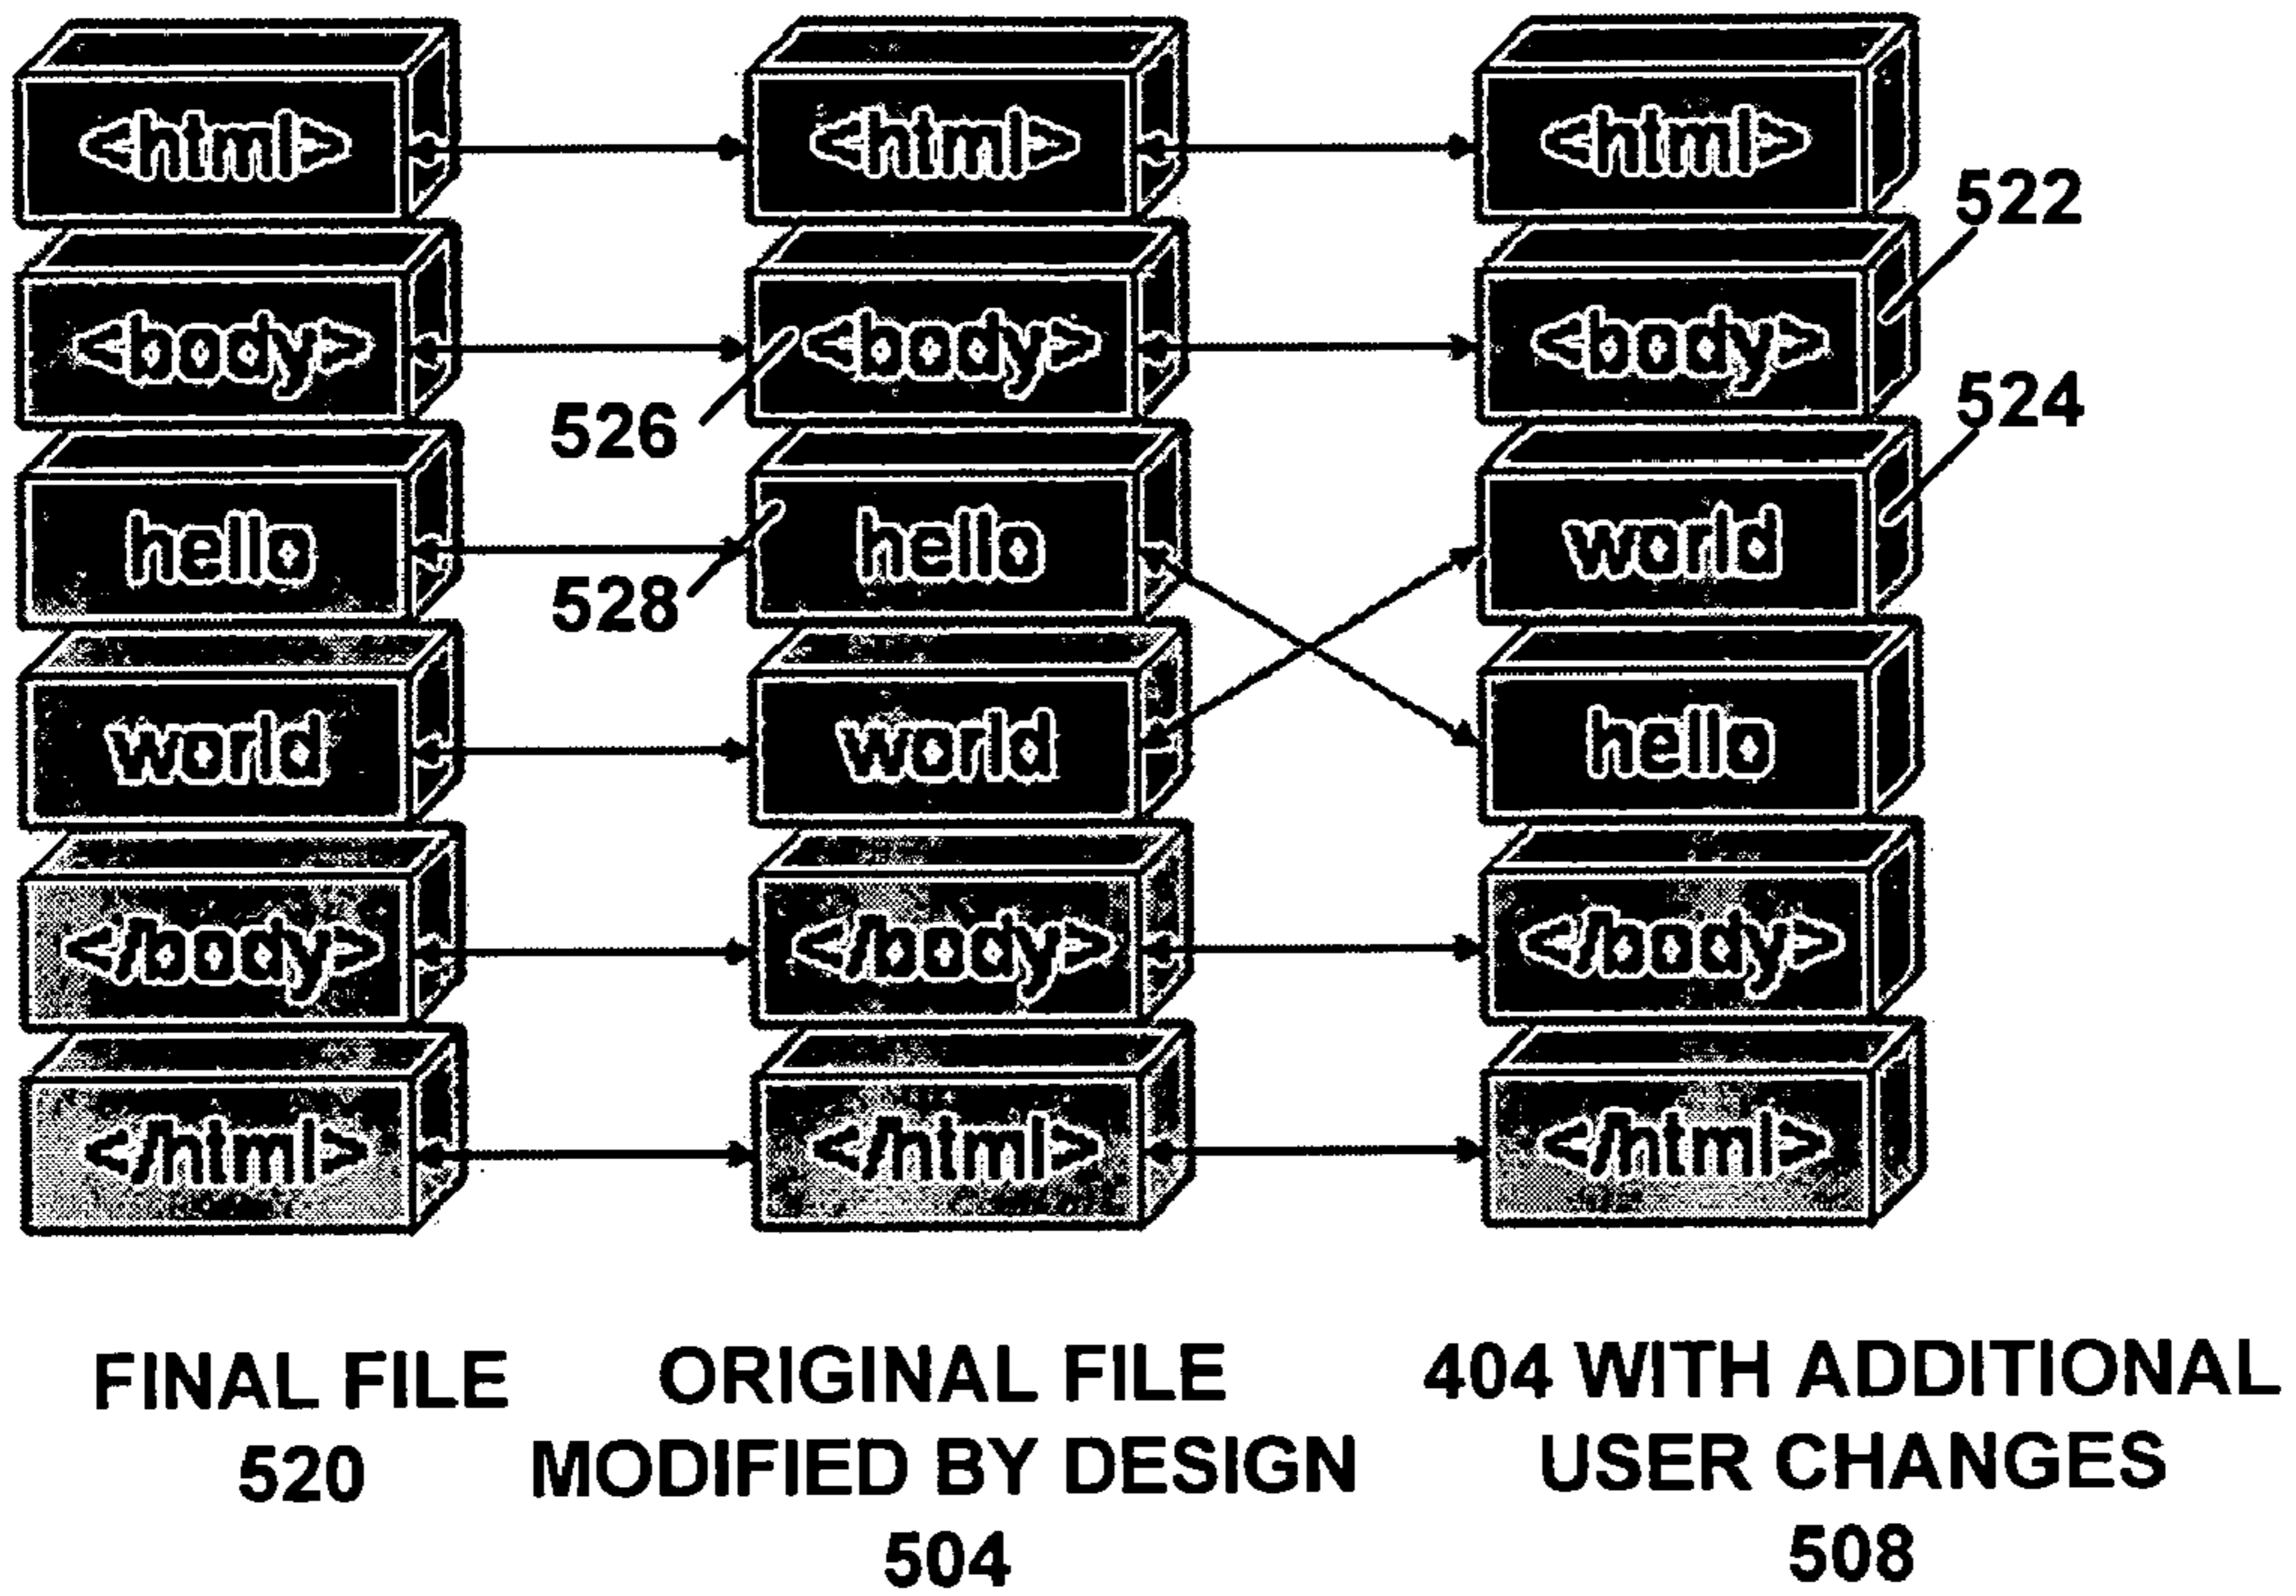 <html> <html> <html>
522
<body> <body> <body>
526 524
hello hello world
528
world world hello
</body> </body> </body>
</html> </html> </html>
FINAL FILE ORIGINAL FILE 404 WITH ADDITIONAL
520 MODIFIED BY DESIGN USER CHANGES
504 508